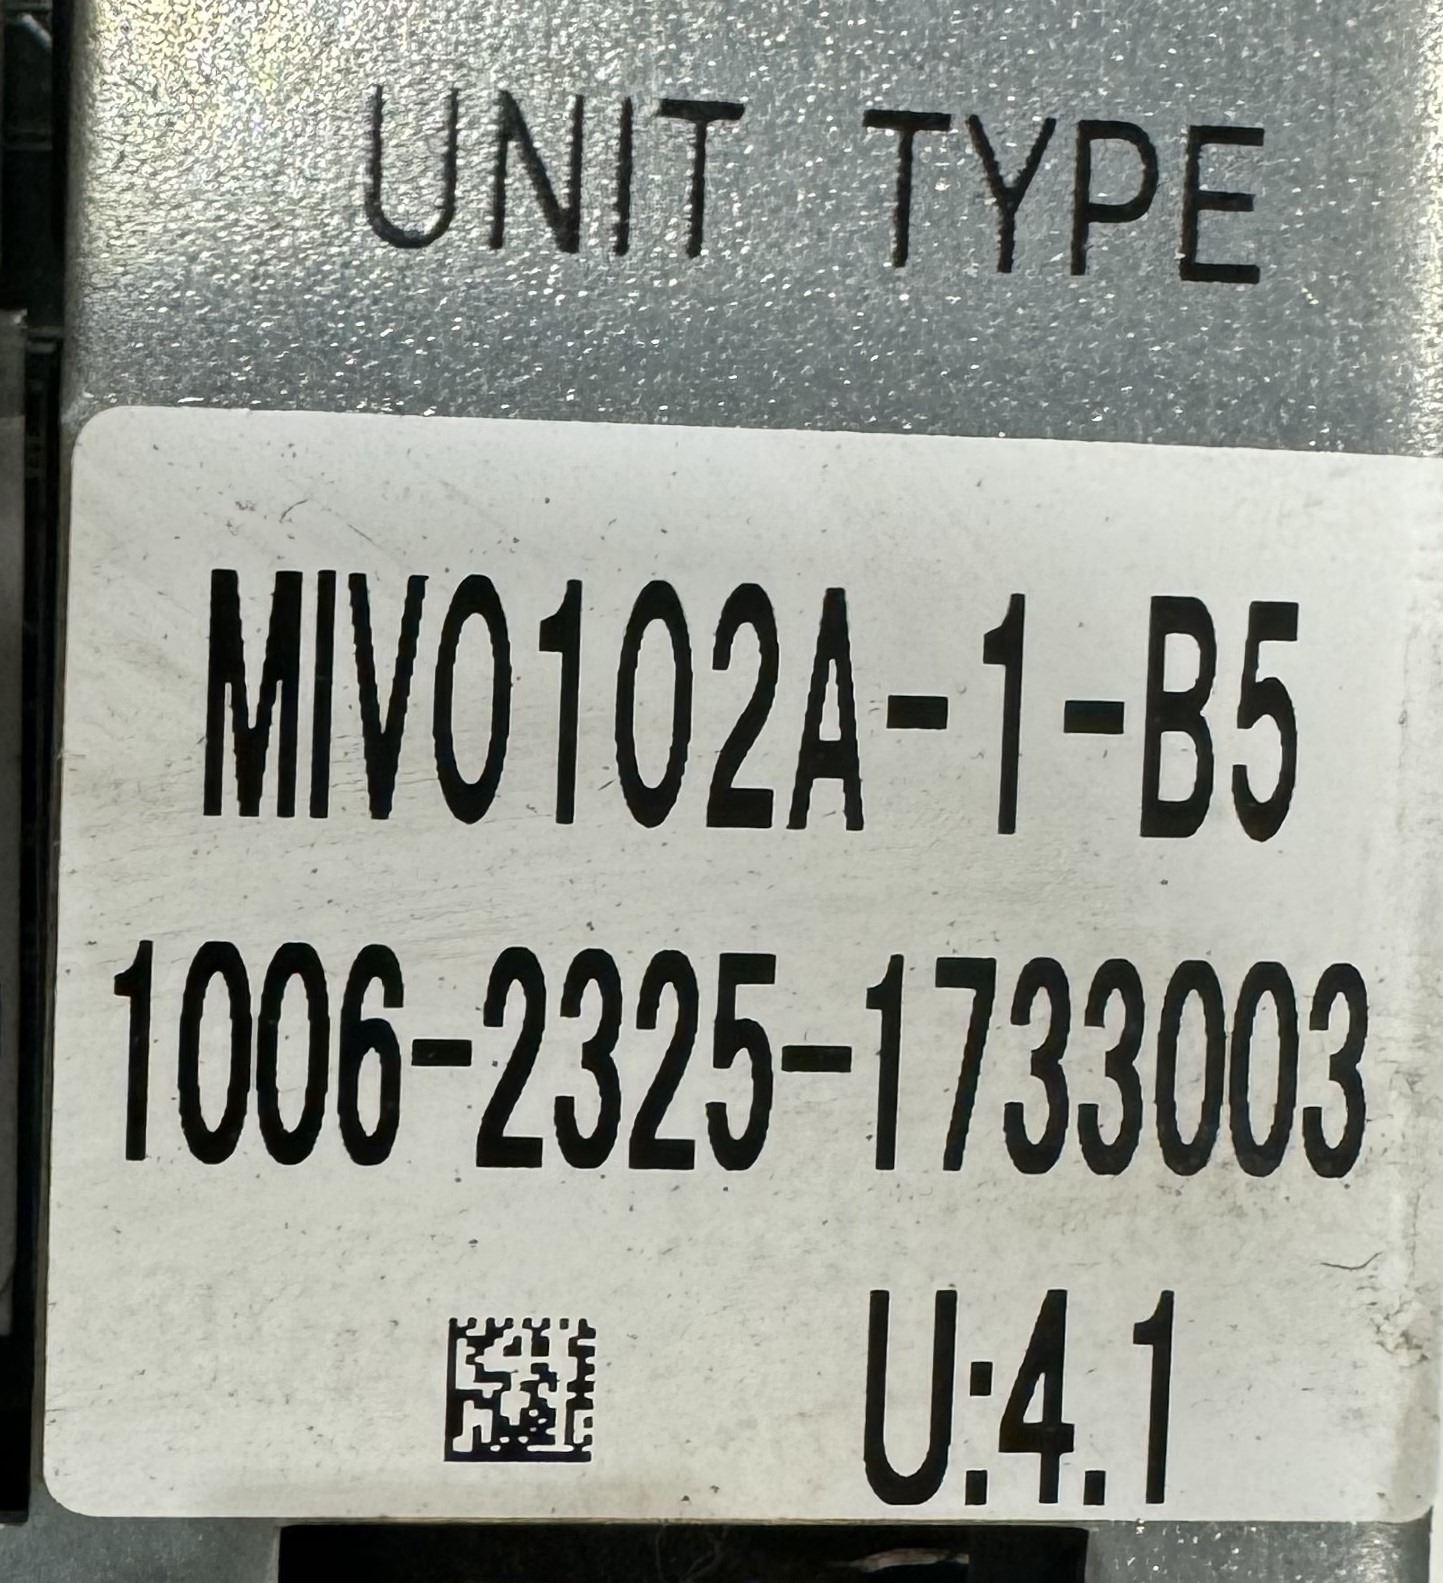 UNIT TYPE
MIV0102A-1-B5
1006-2325-1733003
U:4.1